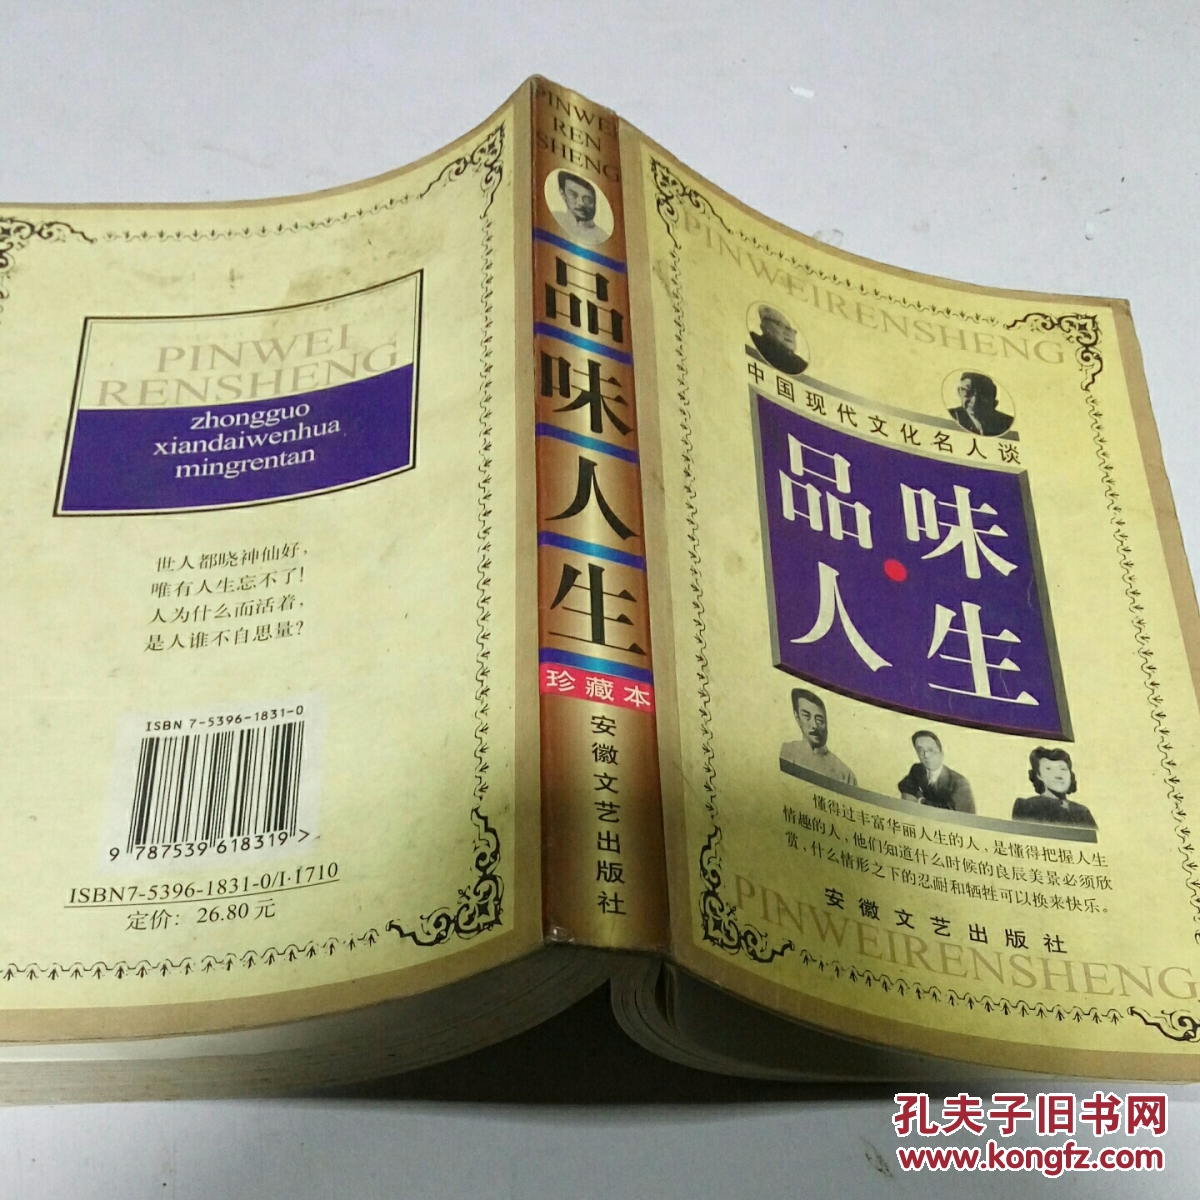 PINWEI
RENSHENG
zhongguo
xiandaiwenhua
mingrentan
世人都晓神仙好，
唯有人生忘不了！
人为什么而活着，
是人谁不自思量？
ISBN 7-5396-1831-0
9 787539 618319 >
ISBN7-5396-1831-0/I·1710
定价：26.80 元
PINWEI
REN
SHENG
品味人生
珍藏本
安徽文艺出版社
PINWEIRENSHENG
中国现代文化名人谈
品味·
人生
懂得过丰富华丽人生的人，是懂得把握人生
情趣的人，他们知道什么时候的良辰美景必须欣
赏，什么情形之下的忍耐和牺牲可以换来快乐。
安徽文艺出版社
PINWEIRENSHENG
孔夫子旧书网
www.kongfz.com